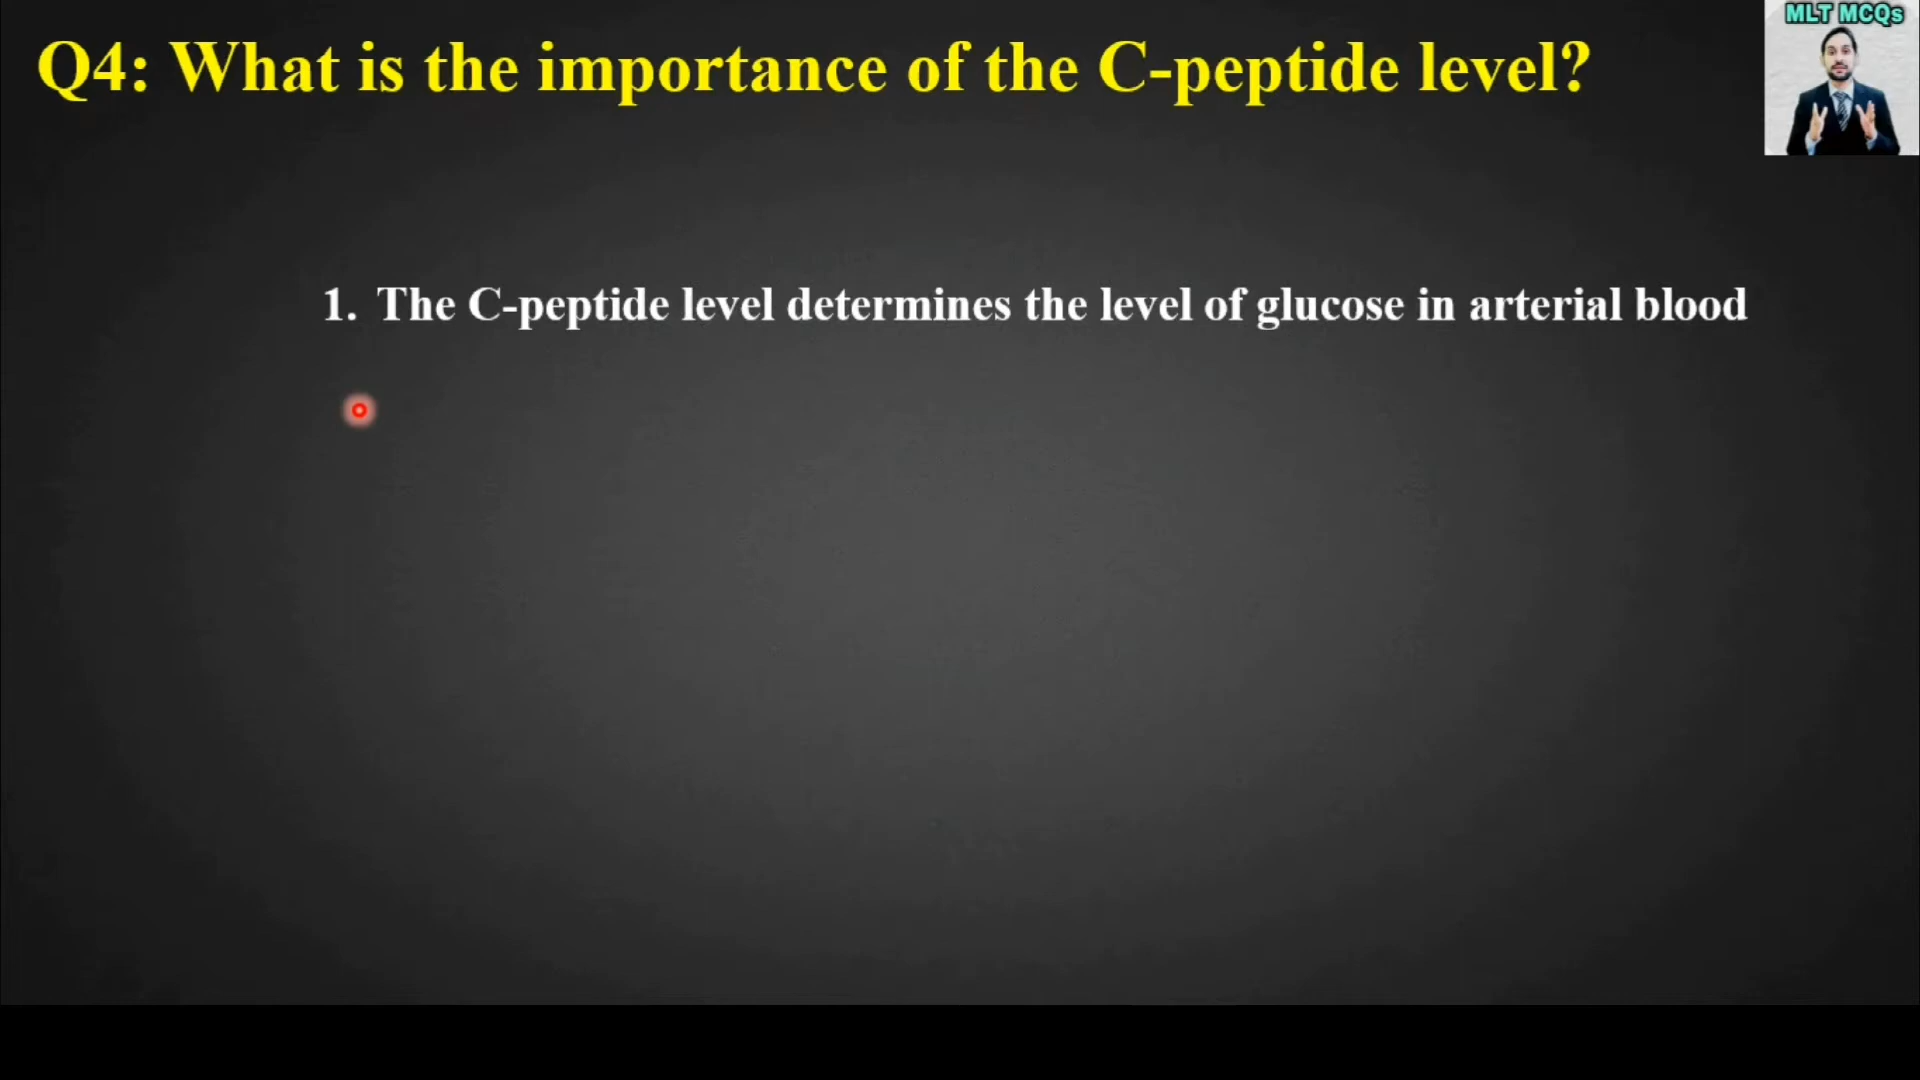 MLT MCQs
Q4: What is the importance of the C-peptide level?
1. The C-peptide level determines the level of glucose in arterial blood